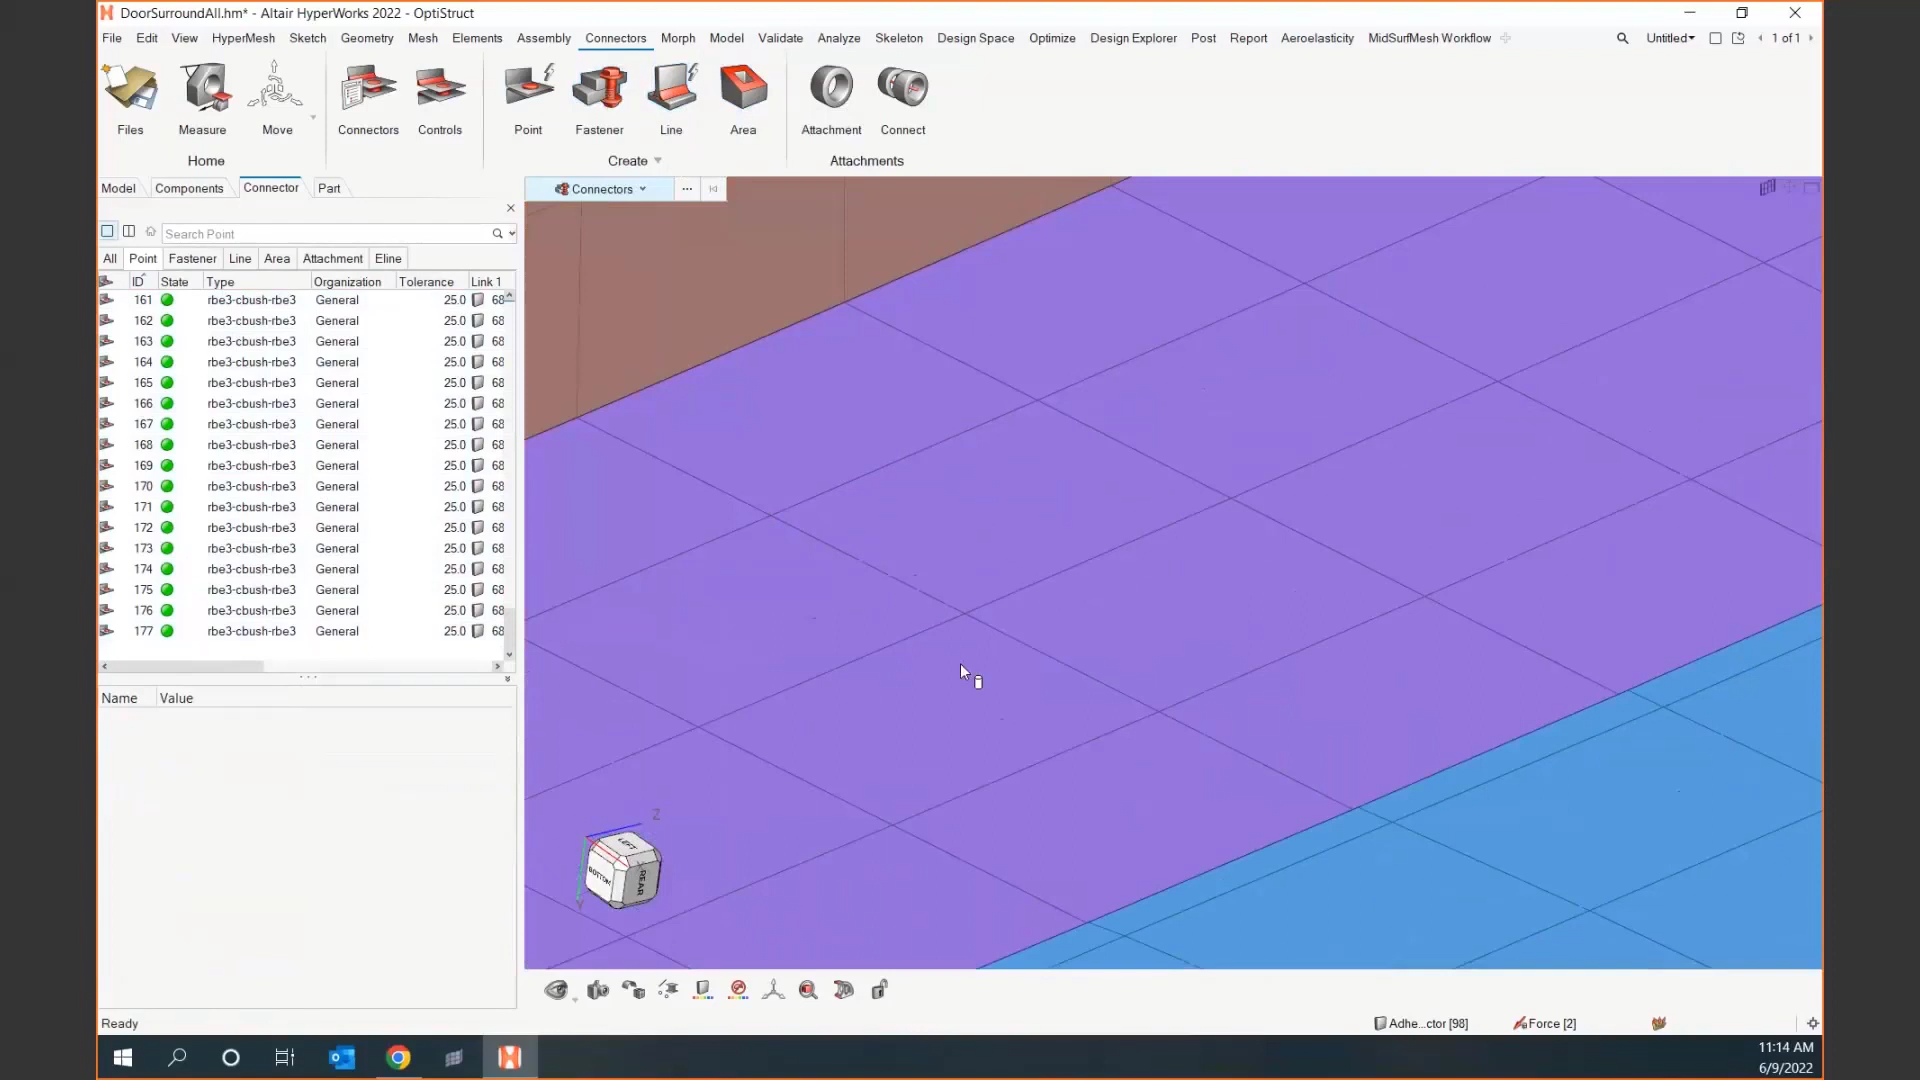 DoorSurroundAll.hm* - Altair HyperWorks 2022 - OptiStruct
File Edit View HyperMesh Sketch Geometry Mesh Elements Assembly Connectors Morph Model Validate Analyze Skeleton Design Space Optimize Design Explorer Post Report Aeroelasticity MidSurfMesh Workflow Untitled 1 of 1
Files Measure Move Connectors Controls Point Fastener Line Area Attachment Connect
Home Create Attachments
Model Components Connector Part
Connectors
Search Point
All Point Fastener Line Area Attachment Eline
ID State Type Organization Tolerance Link 1
161 rbe3-cbush-rbe3 General 25.0 68
162 rbe3-cbush-rbe3 General 25.0 68
163 rbe3-cbush-rbe3 General 25.0 68
164 rbe3-cbush-rbe3 General 25.0 68
165 rbe3-cbush-rbe3 General 25.0 68
166 rbe3-cbush-rbe3 General 25.0 68
167 rbe3-cbush-rbe3 General 25.0 68
168 rbe3-cbush-rbe3 General 25.0 68
169 rbe3-cbush-rbe3 General 25.0 68
170 rbe3-cbush-rbe3 General 25.0 68
171 rbe3-cbush-rbe3 General 25.0 68
172 rbe3-cbush-rbe3 General 25.0 68
173 rbe3-cbush-rbe3 General 25.0 68
174 rbe3-cbush-rbe3 General 25.0 68
175 rbe3-cbush-rbe3 General 25.0 68
176 rbe3-cbush-rbe3 General 25.0 68
177 rbe3-cbush-rbe3 General 25.0 68
Name Value
Z
LEFT
BOTTOM
REAR
Y
Ready
Adhe...ctor [98] Force [2]
11:14 AM
6/9/2022